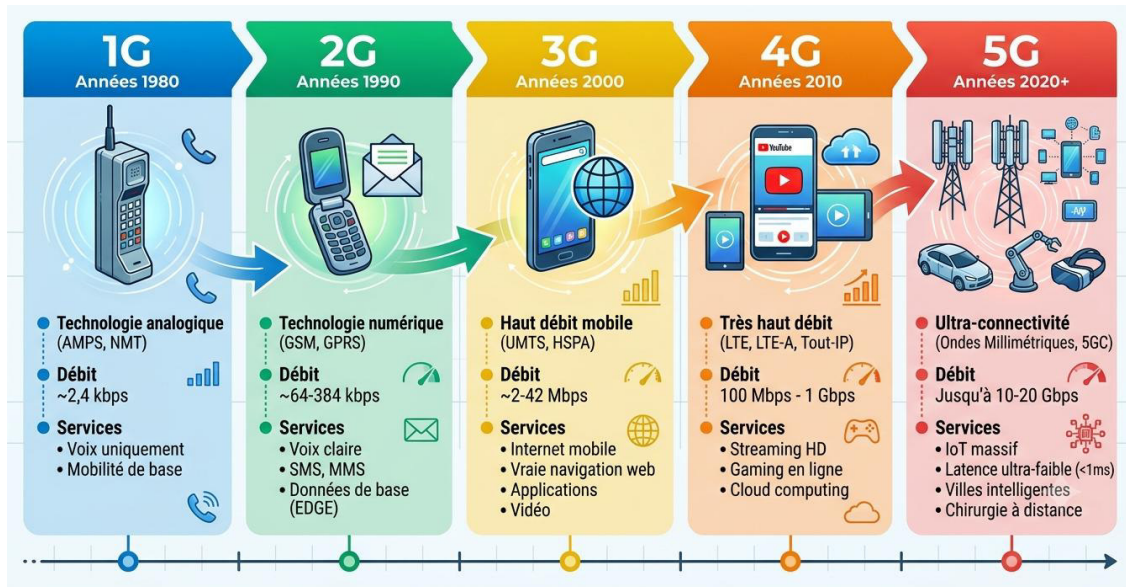 1G
Années 1980
Technologie analogique
(AMPS, NMT)
Débit
~2,4 kbps
Services
• Voix uniquement
• Mobilité de base
2G
Années 1990
Technologie numérique
(GSM, GPRS)
Débit
~64-384 kbps
Services
• Voix claire
• SMS, MMS
• Données de base
(EDGE)
3G
Années 2000
Haut débit mobile
(UMTS, HSPA)
Débit
~2-42 Mbps
Services
• Internet mobile
• Vraie navigation web
• Applications
• Vidéo
4G
Années 2010
YouTube
Très haut débit
(LTE, LTE-A, Tout-IP)
Débit
100 Mbps - 1 Gbps
Services
• Streaming HD
• Gaming en ligne
• Cloud computing
5G
Années 2020+
Ultra-connectivité
(Ondes Millimétriques, 5GC)
Débit
Jusqu'à 10-20 Gbps
Services
• IoT massif
• Latence ultra-faible (<1ms)
• Villes intelligentes
• Chirurgie à distance